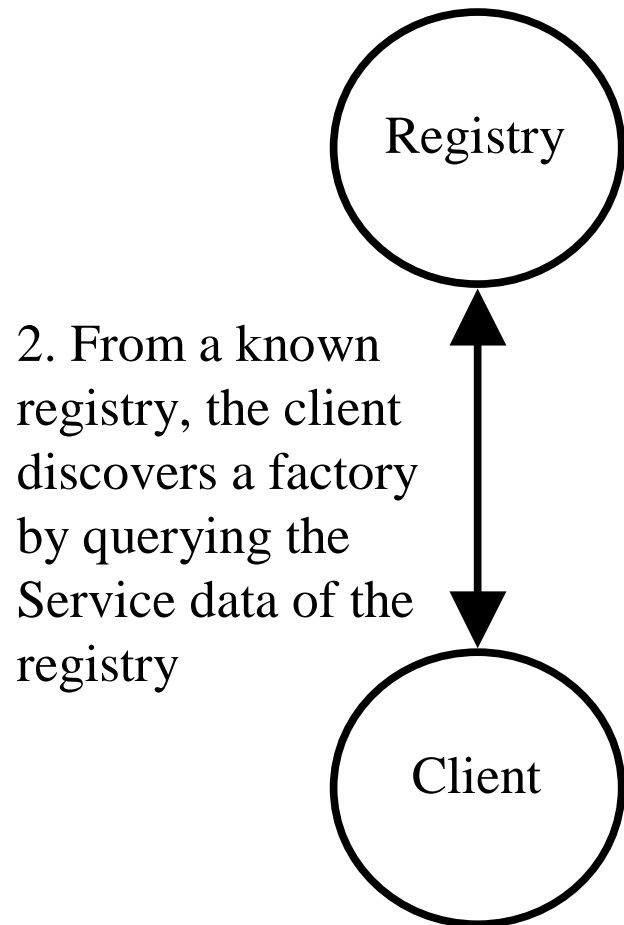 Registry
2. From a known
registry, the client
discovers a factory
by querying the
Service data of the
registry
Client